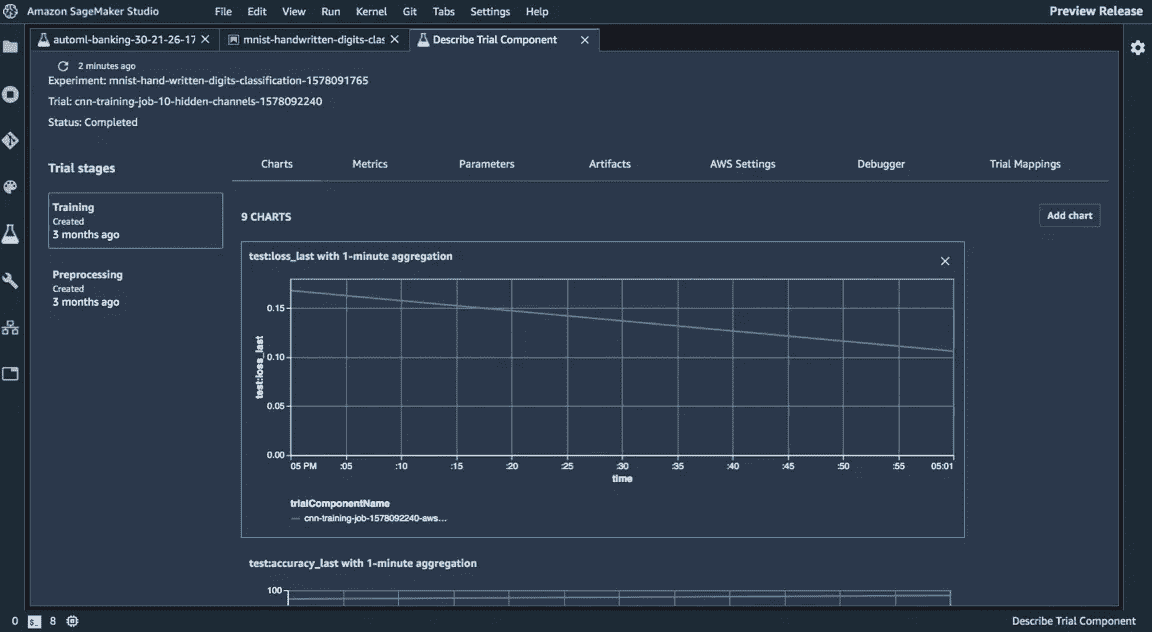 Amazon SageMaker Studio File Edit View Run Kernel Git Tabs Settings Help Preview Release
automl-banking-30-21-26-17 mnist-handwritten-digits-clas Describe Trial Component
2 minutes ago
Experiment: mnist-hand-written-digits-classification-1578091765
Trial: cnn-training-job-10-hidden-channels-1578092240
Status: Completed
Trial stages
Charts Metrics Parameters Artifacts AWS Settings Debugger Trial Mappings
Training
Created
3 months ago
Preprocessing
Created
3 months ago
9 CHARTS
Add chart
test:loss_last with 1-minute aggregation
test:loss_last
0.15
0.10
0.05
0.00
05 PM :05 :10 :15 :20 :25 :30 :35 :40 :45 :50 :55 05:01
time
trialComponentName
cnn-training-job-1578092240-aws...
test:accuracy_last with 1-minute aggregation
100
0 $_ 8 Describe Trial Component